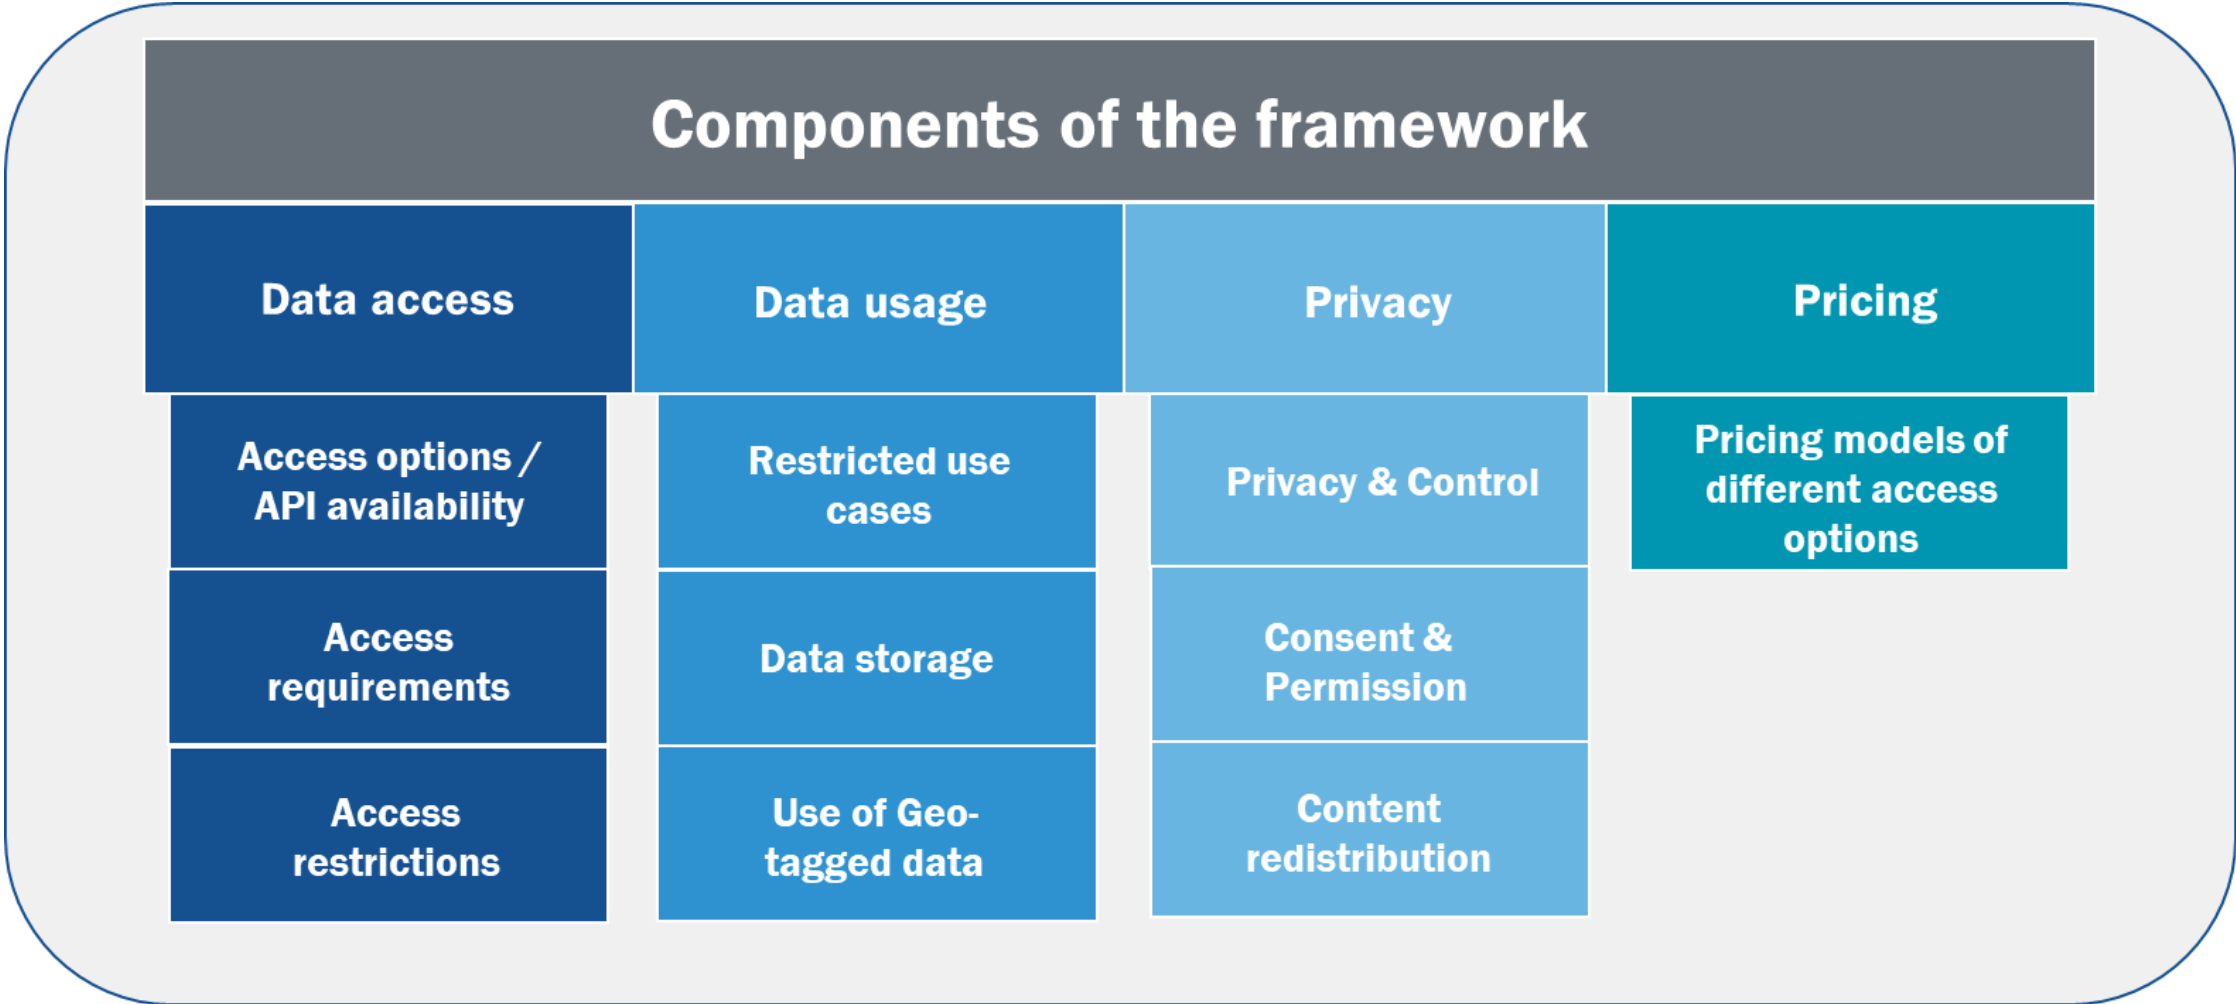 Components of the framework
Data access
Data usage
Privacy
Pricing
Access options /
API availability
Restricted use
cases
Privacy & Control
Pricing models of
different access
options
Access
requirements
Data storage
Consent &
Permission
Access
restrictions
Use of Geo-
tagged data
Content
redistribution